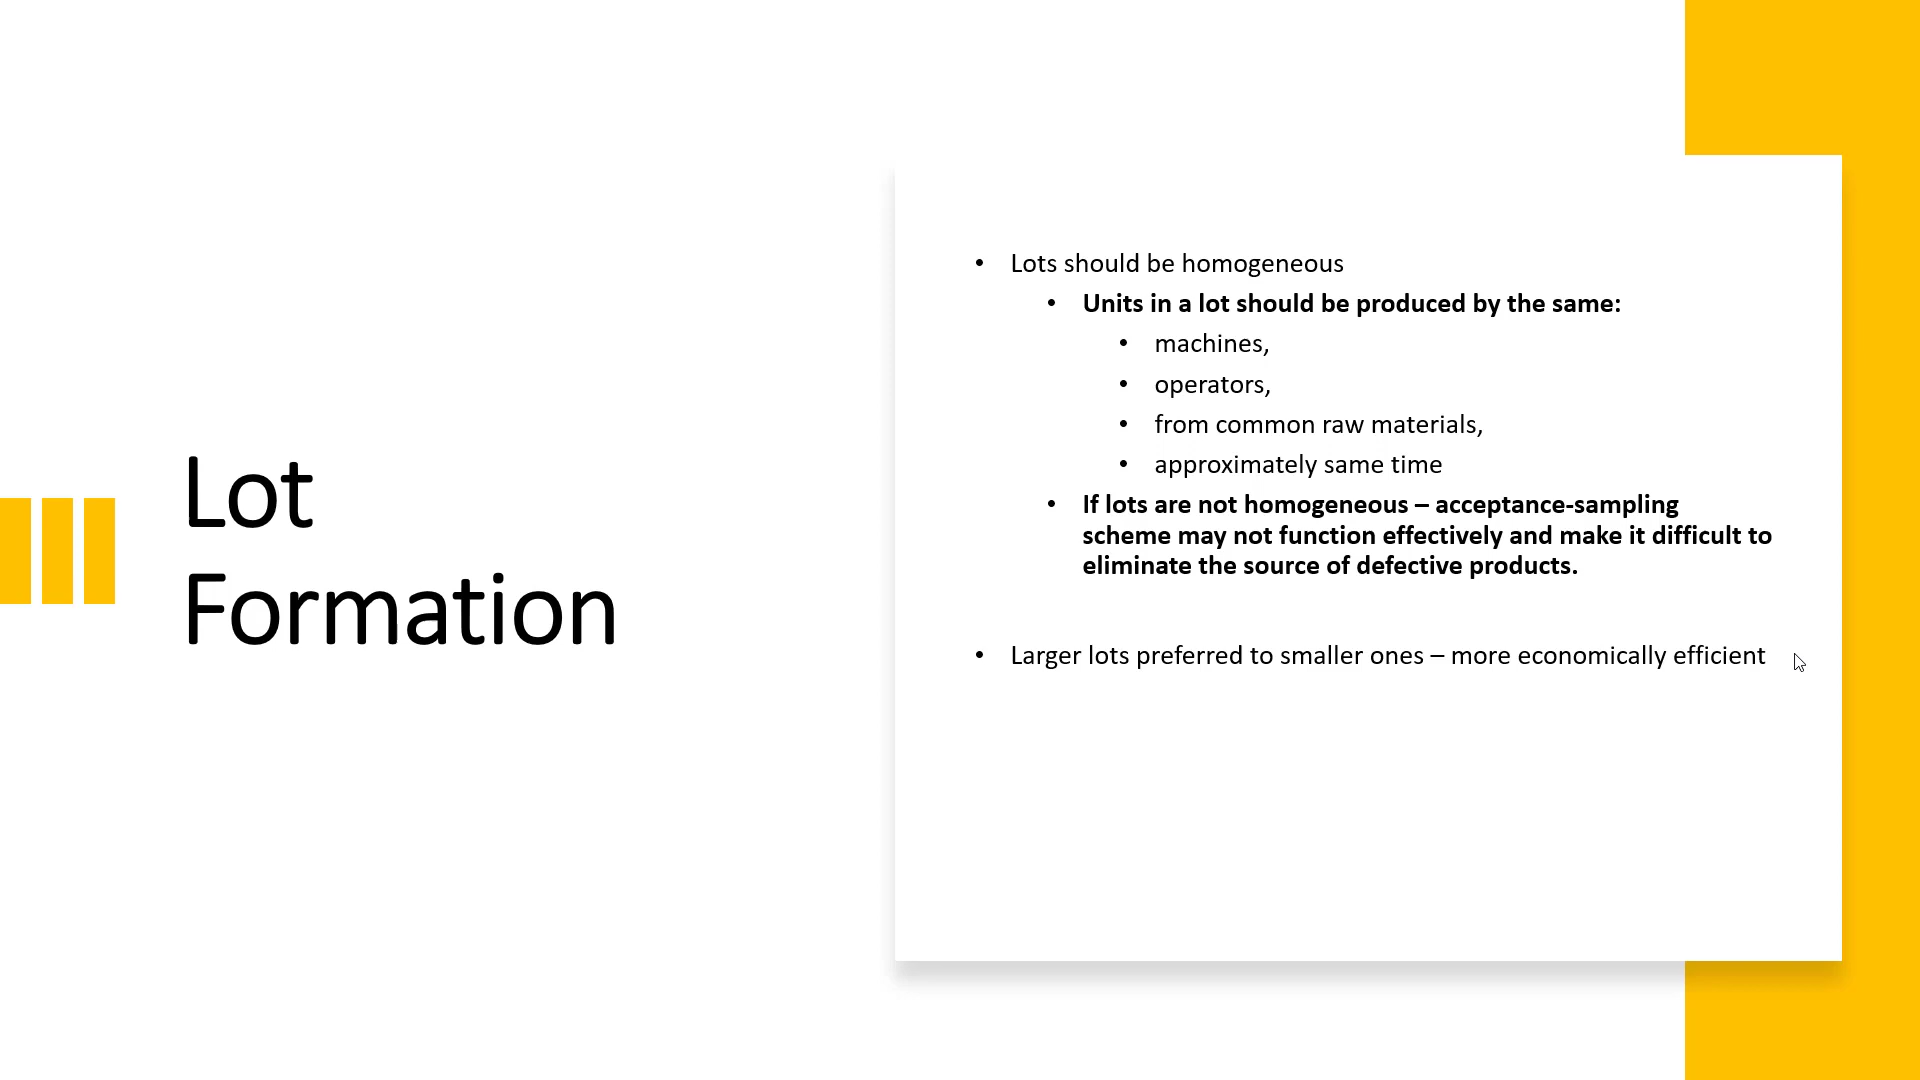 Lot
Formation
• Lots should be homogeneous
• Units in a lot should be produced by the same:
• machines,
• operators,
• from common raw materials,
• approximately same time
• If lots are not homogeneous – acceptance-sampling
scheme may not function effectively and make it difficult to
eliminate the source of defective products.
• Larger lots preferred to smaller ones – more economically efficient